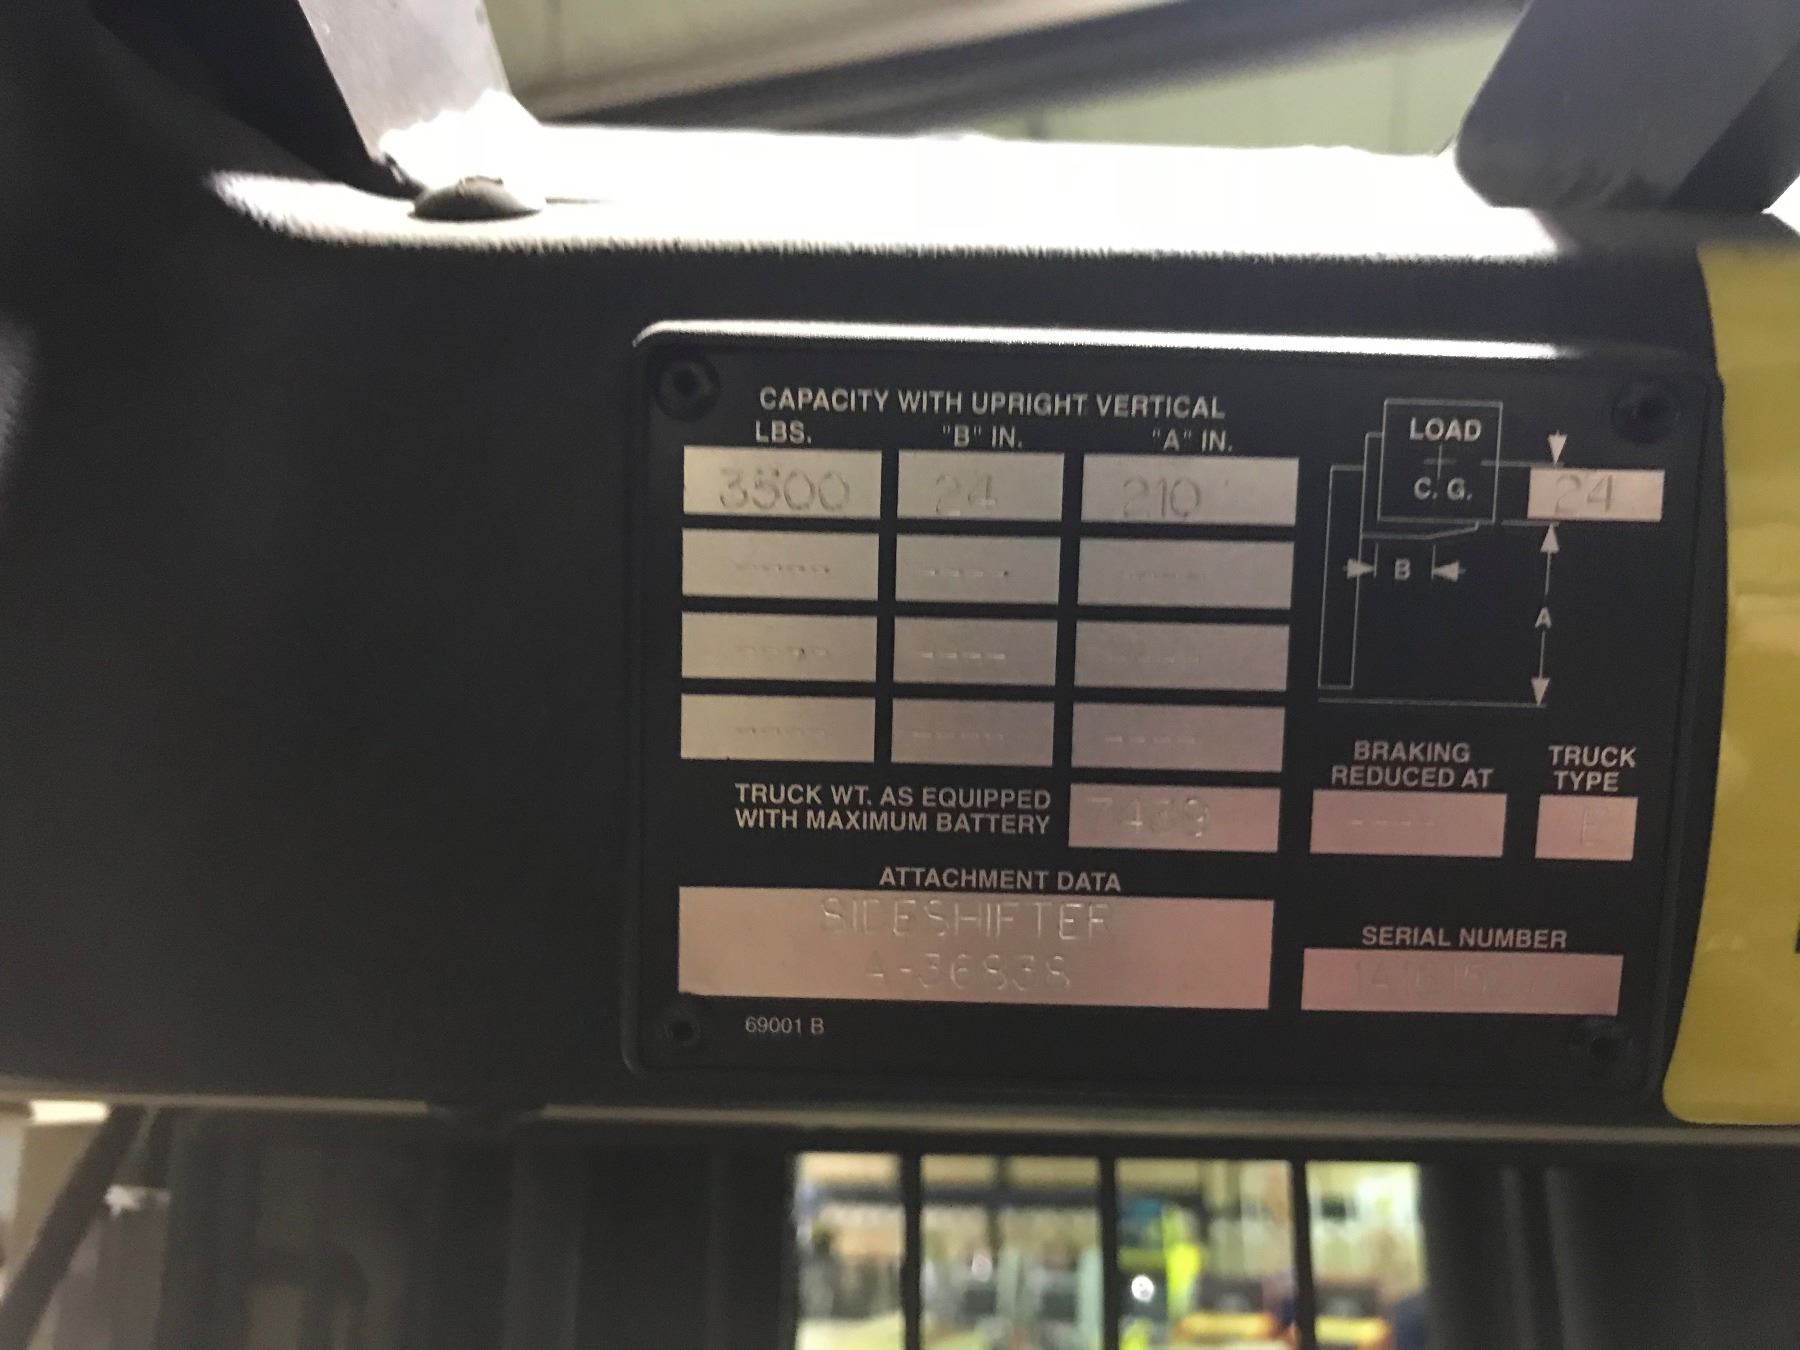 CAPACITY WITH UPRIGHT VERTICAL
LBS. "B" IN. "A" IN.
3500 24 210
---- ---- ----
---- ---- ----
---- ---- ----
LOAD
C. G.
24
B
A
TRUCK WT. AS EQUIPPED
WITH MAXIMUM BATTERY
7439
BRAKING
REDUCED AT
----
TRUCK
TYPE
E
ATTACHMENT DATA
SIDESHIFTER
A-36838
SERIAL NUMBER
69001 B